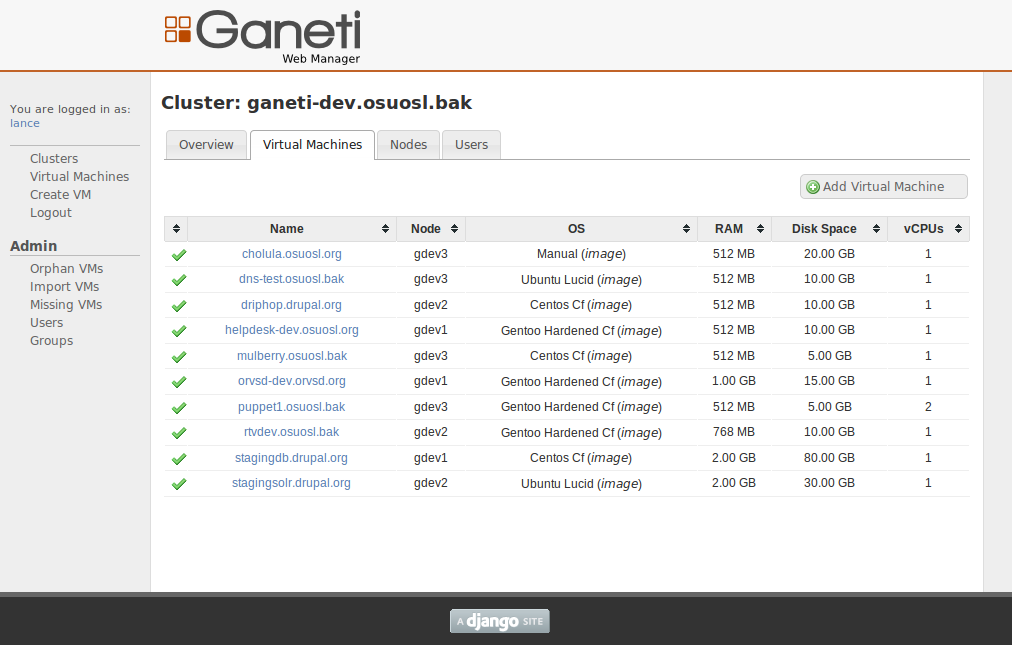 Ganeti
Web Manager
You are logged in as:
lance
Clusters
Virtual Machines
Create VM
Logout
Admin
Orphan VMs
Import VMs
Missing VMs
Users
Groups
Cluster: ganeti-dev.osuosl.bak
Overview Virtual Machines Nodes Users
Add Virtual Machine
Name Node OS RAM Disk Space vCPUs
cholula.osuosl.org gdev3 Manual (image) 512 MB 20.00 GB 1
dns-test.osuosl.bak gdev3 Ubuntu Lucid (image) 512 MB 10.00 GB 1
driphop.drupal.org gdev2 Centos Cf (image) 512 MB 10.00 GB 1
helpdesk-dev.osuosl.org gdev1 Gentoo Hardened Cf (image) 512 MB 10.00 GB 1
mulberry.osuosl.bak gdev3 Centos Cf (image) 512 MB 5.00 GB 1
orvsd-dev.orvsd.org gdev1 Gentoo Hardened Cf (image) 1.00 GB 15.00 GB 1
puppet1.osuosl.bak gdev3 Gentoo Hardened Cf (image) 512 MB 5.00 GB 2
rtvdev.osuosl.bak gdev2 Gentoo Hardened Cf (image) 768 MB 10.00 GB 1
stagingdb.drupal.org gdev1 Centos Cf (image) 2.00 GB 80.00 GB 1
stagingsolr.drupal.org gdev2 Ubuntu Lucid (image) 2.00 GB 30.00 GB 1
A django SITE